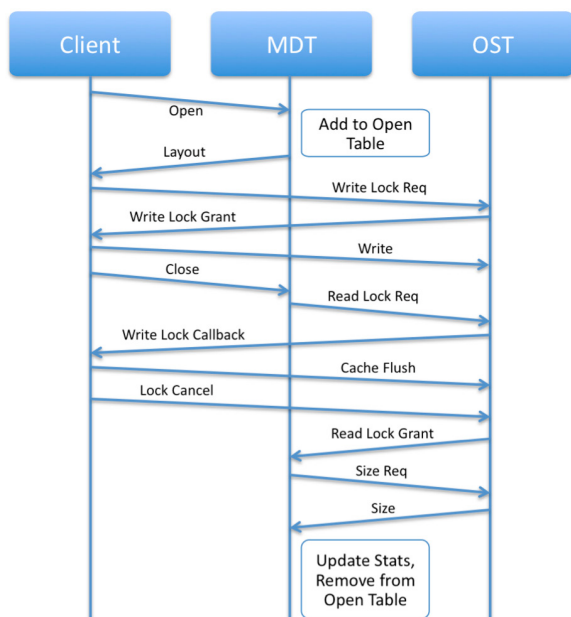 Client
MDT
OST
Open
Add to Open
Table
Layout
Write Lock Req
Write Lock Grant
Write
Close
Read Lock Req
Write Lock Callback
Cache Flush
Lock Cancel
Read Lock Grant
Size Req
Size
Update Stats,
Remove from
Open Table